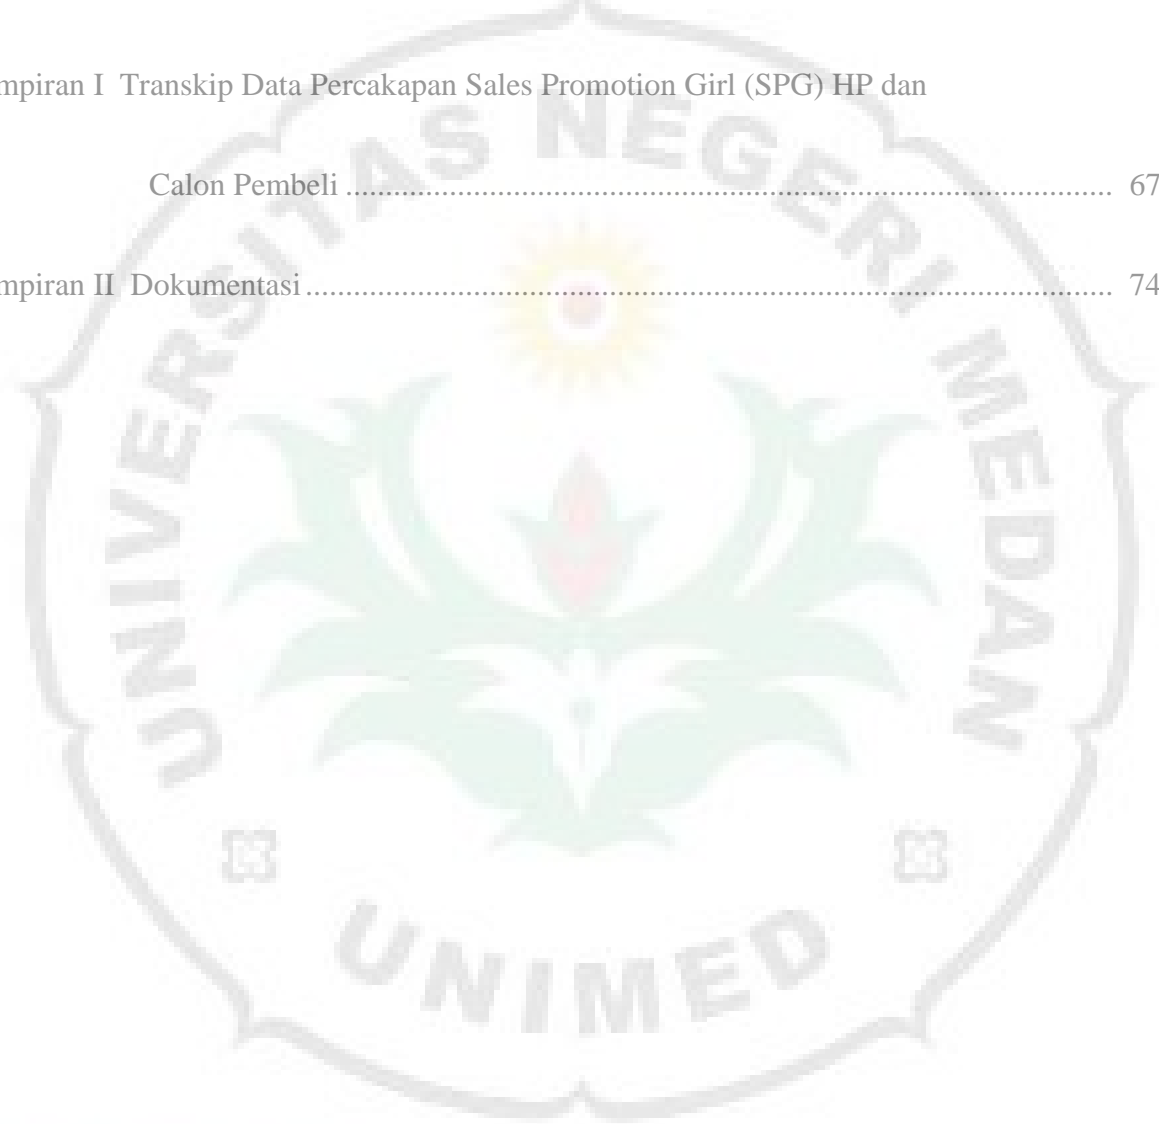 mpiran I Transkip Data Percakapan Sales Promotion Girl (SPG) HP dan
Calon Pembeli ........................................................................................ 67
mpiran II Dokumentasi ........................................................................................ 74
UNIVERSITAS NEGERI MEDAN
UNIMED